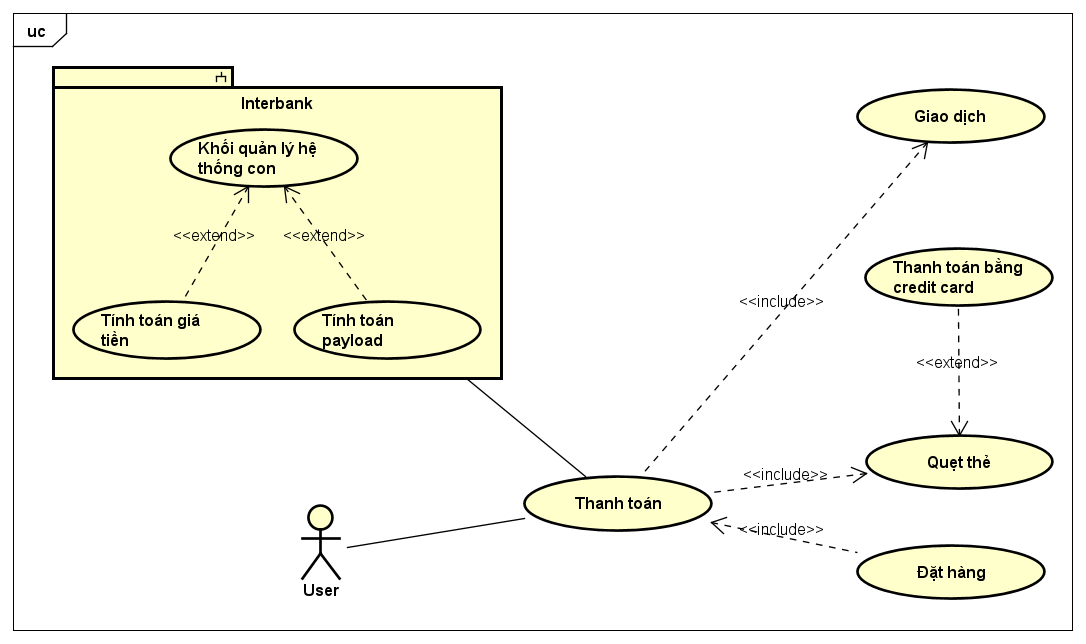 uc
Interbank
Khối quản lý hệ
thống con
<<extend>>
<<extend>>
Tính toán giá
tiền
Tính toán
payload
Giao dịch
<<include>>
Thanh toán bằng
credit card
<<extend>>
Quẹt thẻ
<<include>>
Thanh toán
<<include>>
Đặt hàng
User